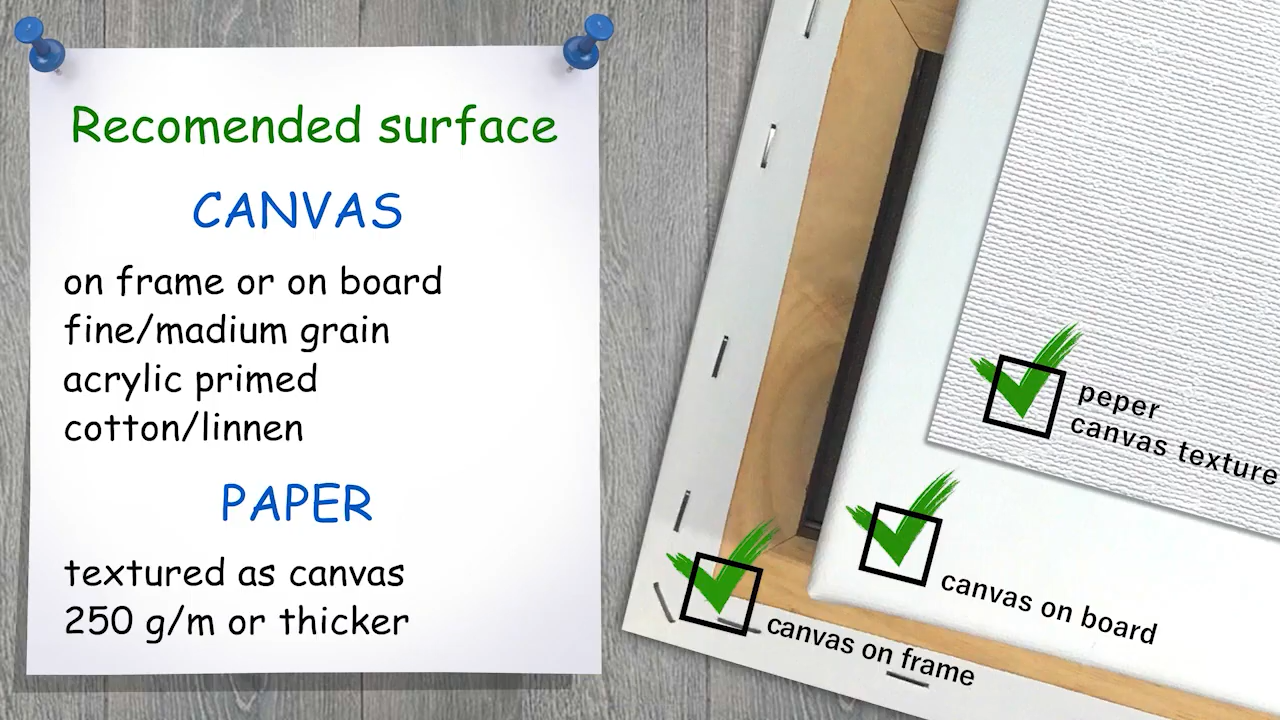 Recomended surface
CANVAS
on frame or on board
fine/madium grain
acrylic primed
cotton/linnen
PAPER
textured as canvas
250 g/m or thicker
peper
canvas texture
canvas on board
canvas on frame